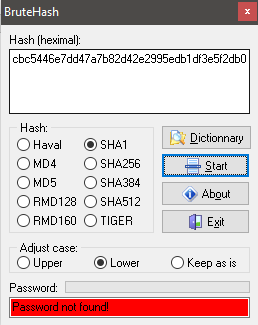 BruteHash
Hash (heximal):
cbc5446e7dd47a7b82d42e2995edb1df3e5f2db0
Hash:
Haval SHA1
MD4 SHA256
MD5 SHA384
RMD128 SHA512
RMD160 TIGER
Dictionnary
Start
About
Exit
Adjust case:
Upper Lower Keep as is
Password:
Password not found!